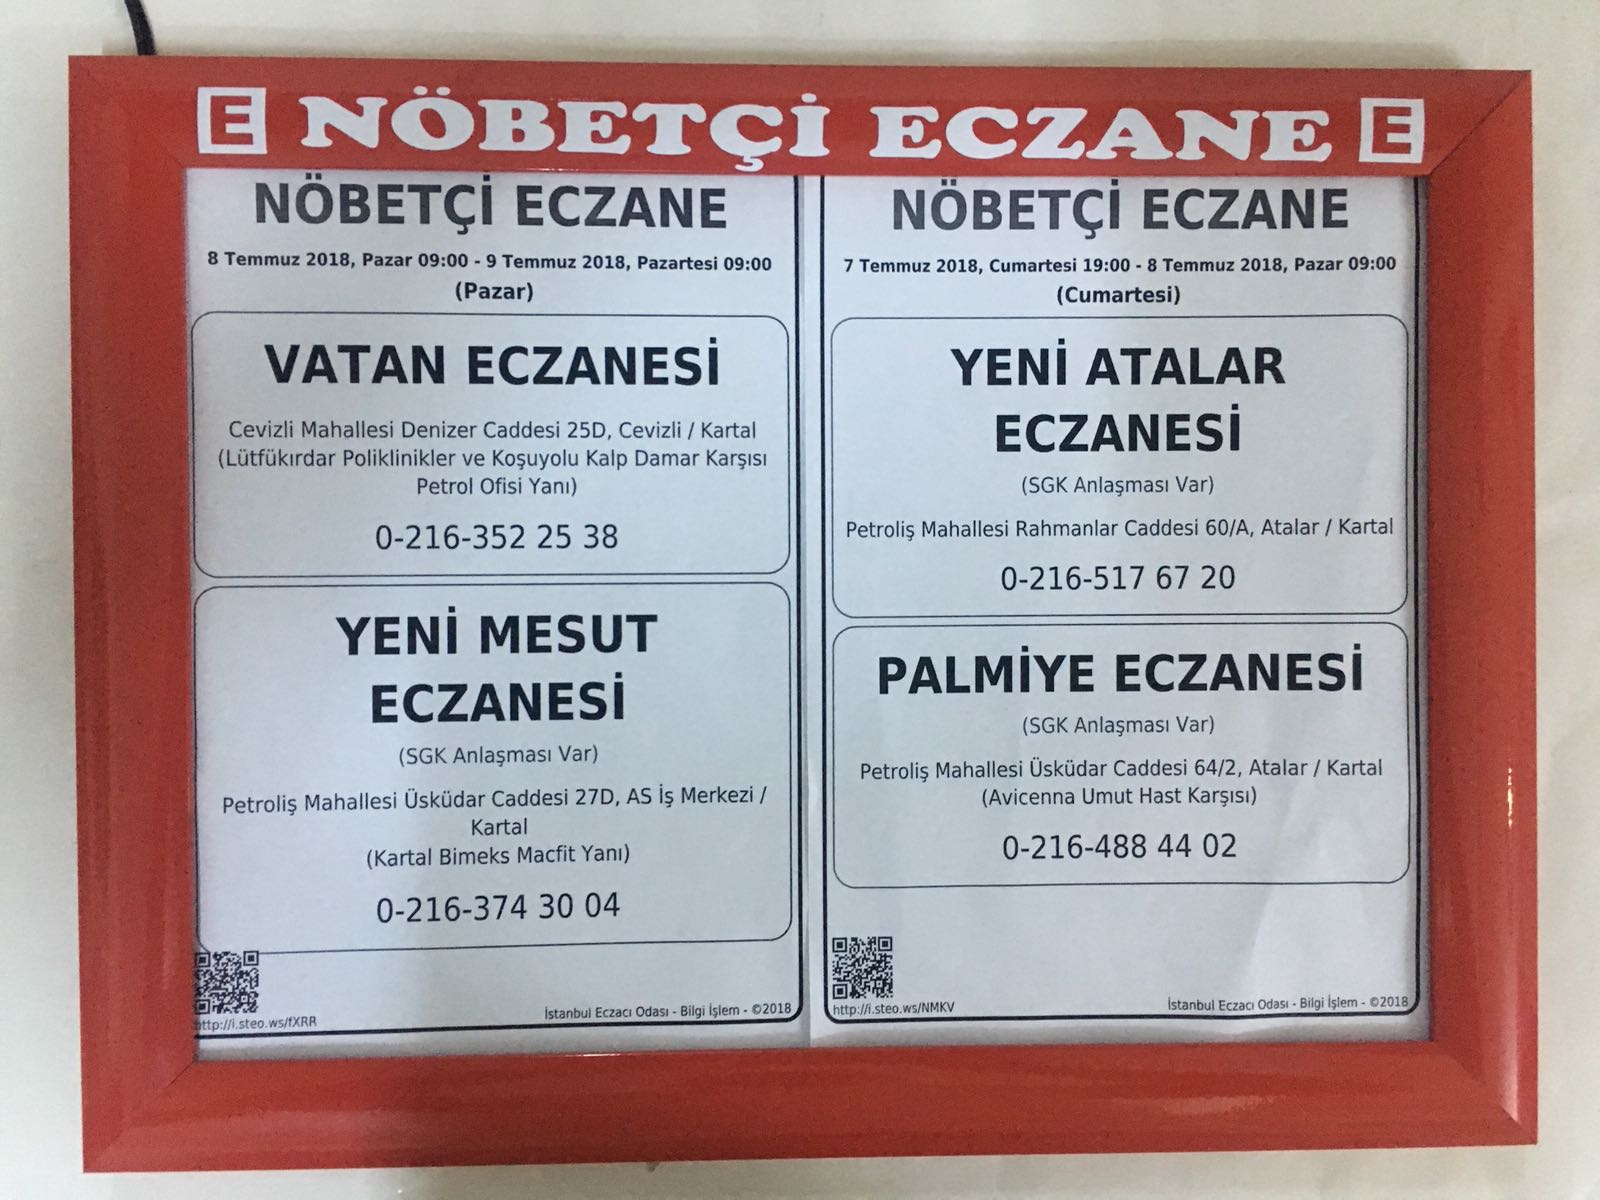 E NÖBETÇİ ECZANE E
NÖBETÇİ ECZANE
8 Temmuz 2018, Pazar 09:00 - 9 Temmuz 2018, Pazartesi 09:00
(Pazar)
VATAN ECZANESİ
Cevizli Mahallesi Denizer Caddesi 25D, Cevizli / Kartal
(Lütfükırdar Poliklinikler ve Koşuyolu Kalp Damar Karşısı
Petrol Ofisi Yanı)
0-216-352 25 38
YENİ MESUT
ECZANESİ
(SGK Anlaşması Var)
Petroliş Mahallesi Üsküdar Caddesi 27D, AS İş Merkezi /
Kartal
(Kartal Bimeks Macfit Yanı)
0-216-374 30 04
http://i.steo.ws/fXRR
İstanbul Eczacı Odası - Bilgi İşlem - ©2018
NÖBETÇİ ECZANE
7 Temmuz 2018, Cumartesi 19:00 - 8 Temmuz 2018, Pazar 09:00
(Cumartesi)
YENİ ATALAR
ECZANESİ
(SGK Anlaşması Var)
Petroliş Mahallesi Rahmanlar Caddesi 60/A, Atalar / Kartal
0-216-517 67 20
PALMİYE ECZANESİ
(SGK Anlaşması Var)
Petroliş Mahallesi Üsküdar Caddesi 64/2, Atalar / Kartal
(Avicenna Umut Hast Karşısı)
0-216-488 44 02
http://i.steo.ws/NMKV
İstanbul Eczacı Odası - Bilgi İşlem - ©2018